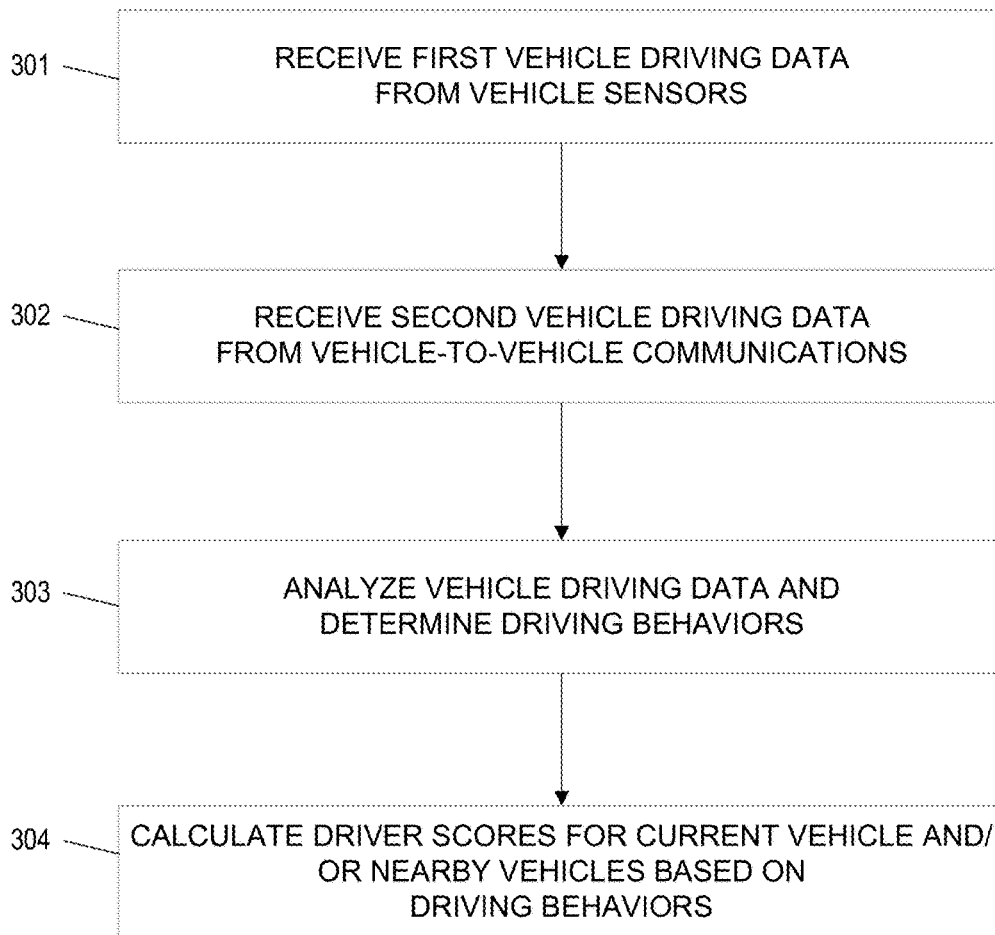 301
RECEIVE FIRST VEHICLE DRIVING DATA
FROM VEHICLE SENSORS
302
RECEIVE SECOND VEHICLE DRIVING DATA
FROM VEHICLE-TO-VEHICLE COMMUNICATIONS
303
ANALYZE VEHICLE DRIVING DATA AND
DETERMINE DRIVING BEHAVIORS
304
CALCULATE DRIVER SCORES FOR CURRENT VEHICLE AND/
OR NEARBY VEHICLES BASED ON
DRIVING BEHAVIORS